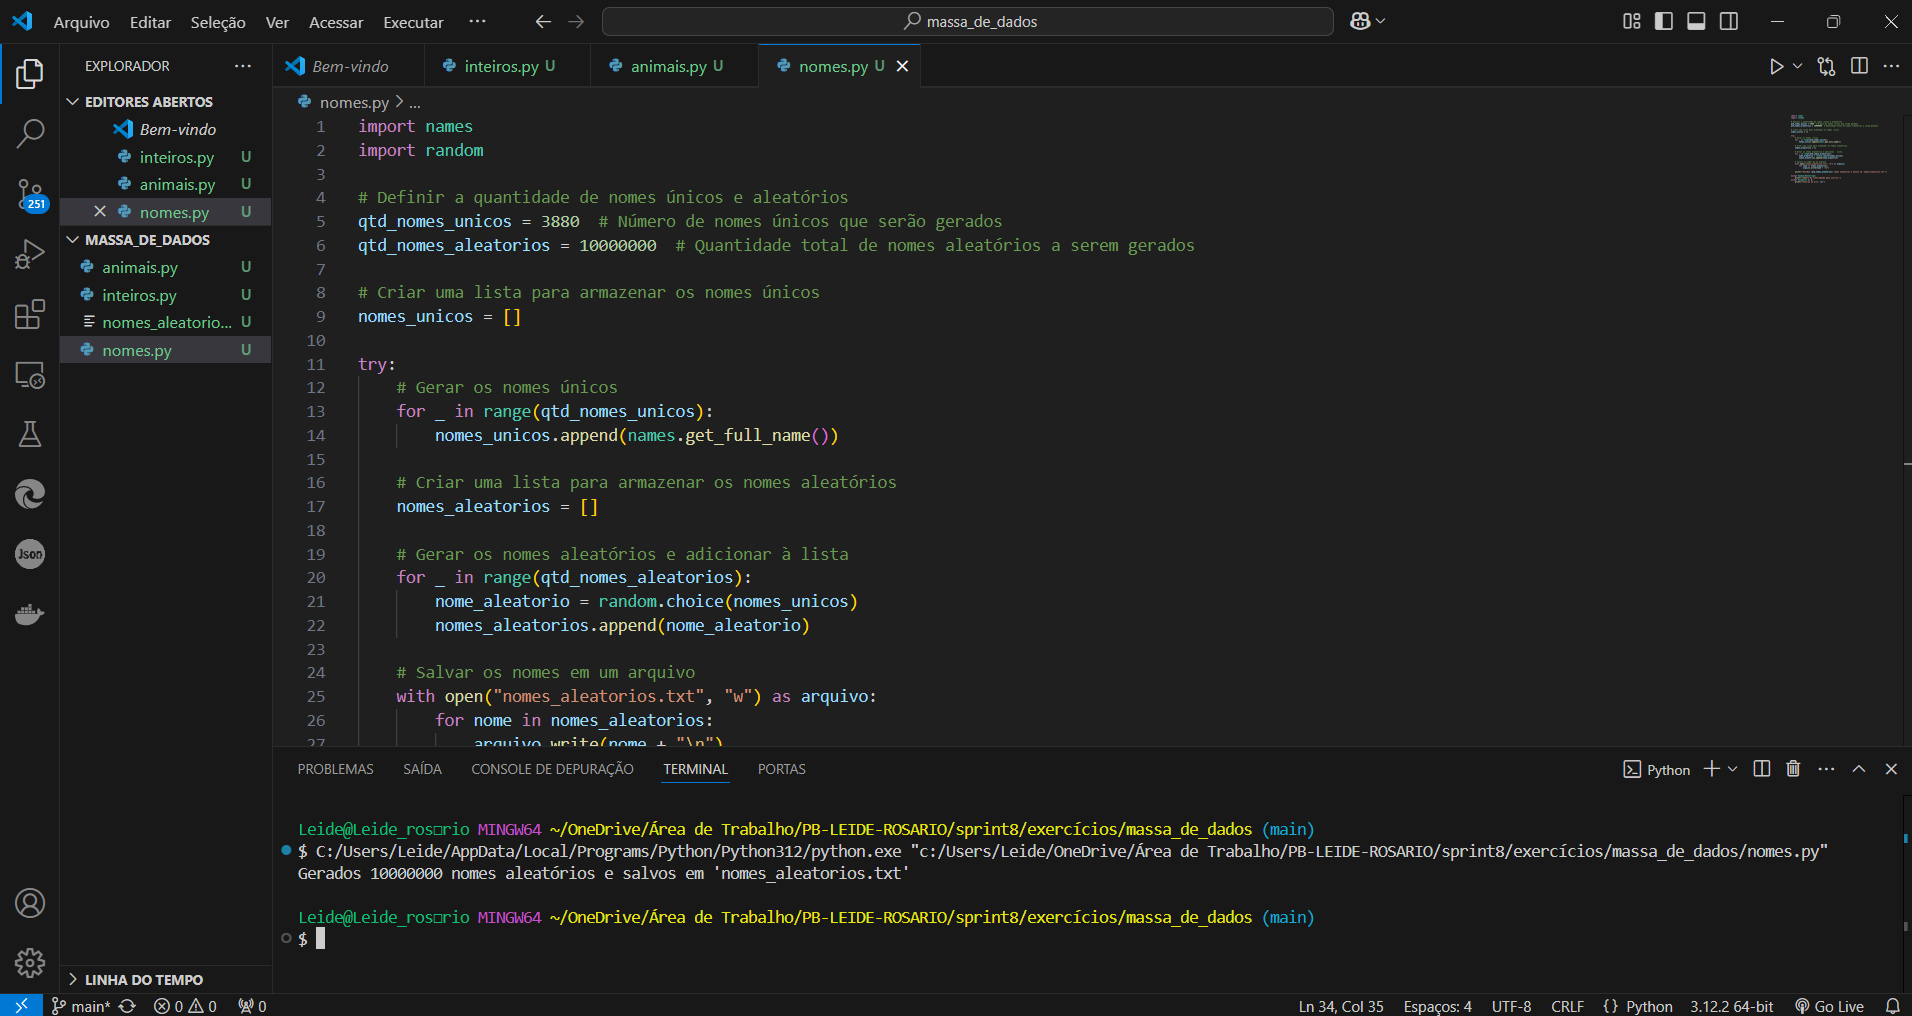 Arquivo Editar Seleção Ver Acessar Executar ··· massa_de_dados
EXPLORADOR ···
EDITORES ABERTOS
Bem-vindo
inteiros.py U
animais.py U
nomes.py U
MASSA_DE_DADOS
animais.py U
inteiros.py U
nomes_aleatorio... U
nomes.py U
LINHA DO TEMPO
251
Json
Bem-vindo inteiros.py U animais.py U nomes.py U
nomes.py > ...
1 import names
2 import random
3
4 # Definir a quantidade de nomes únicos e aleatórios
5 qtd_nomes_unicos = 3880  # Número de nomes únicos que serão gerados
6 qtd_nomes_aleatorios = 10000000  # Quantidade total de nomes aleatórios a serem gerados
7
8 # Criar uma lista para armazenar os nomes únicos
9 nomes_unicos = []
10
11 try:
12     # Gerar os nomes únicos
13     for _ in range(qtd_nomes_unicos):
14         nomes_unicos.append(names.get_full_name())
15
16     # Criar uma lista para armazenar os nomes aleatórios
17     nomes_aleatorios = []
18
19     # Gerar os nomes aleatórios e adicionar à lista
20     for _ in range(qtd_nomes_aleatorios):
21         nome_aleatorio = random.choice(nomes_unicos)
22         nomes_aleatorios.append(nome_aleatorio)
23
24     # Salvar os nomes em um arquivo
25     with open("nomes_aleatorios.txt", "w") as arquivo:
26         for nome in nomes_aleatorios:
27             arquivo.write(nome + "\n")
PROBLEMAS SAÍDA CONSOLE DE DEPURAÇÃO TERMINAL PORTAS Python
Leide@Leide_ros□rio MINGW64 ~/OneDrive/Área de Trabalho/PB-LEIDE-ROSARIO/sprint8/exercícios/massa_de_dados (main)
$ C:/Users/Leide/AppData/Local/Programs/Python/Python312/python.exe "c:/Users/Leide/OneDrive/Área de Trabalho/PB-LEIDE-ROSARIO/sprint8/exercícios/massa_de_dados/nomes.py"
Gerados 10000000 nomes aleatórios e salvos em 'nomes_aleatorios.txt'
Leide@Leide_ros□rio MINGW64 ~/OneDrive/Área de Trabalho/PB-LEIDE-ROSARIO/sprint8/exercícios/massa_de_dados (main)
$
main* 0 0 0 Ln 34, Col 35 Espaços: 4 UTF-8 CRLF {} Python 3.12.2 64-bit Go Live